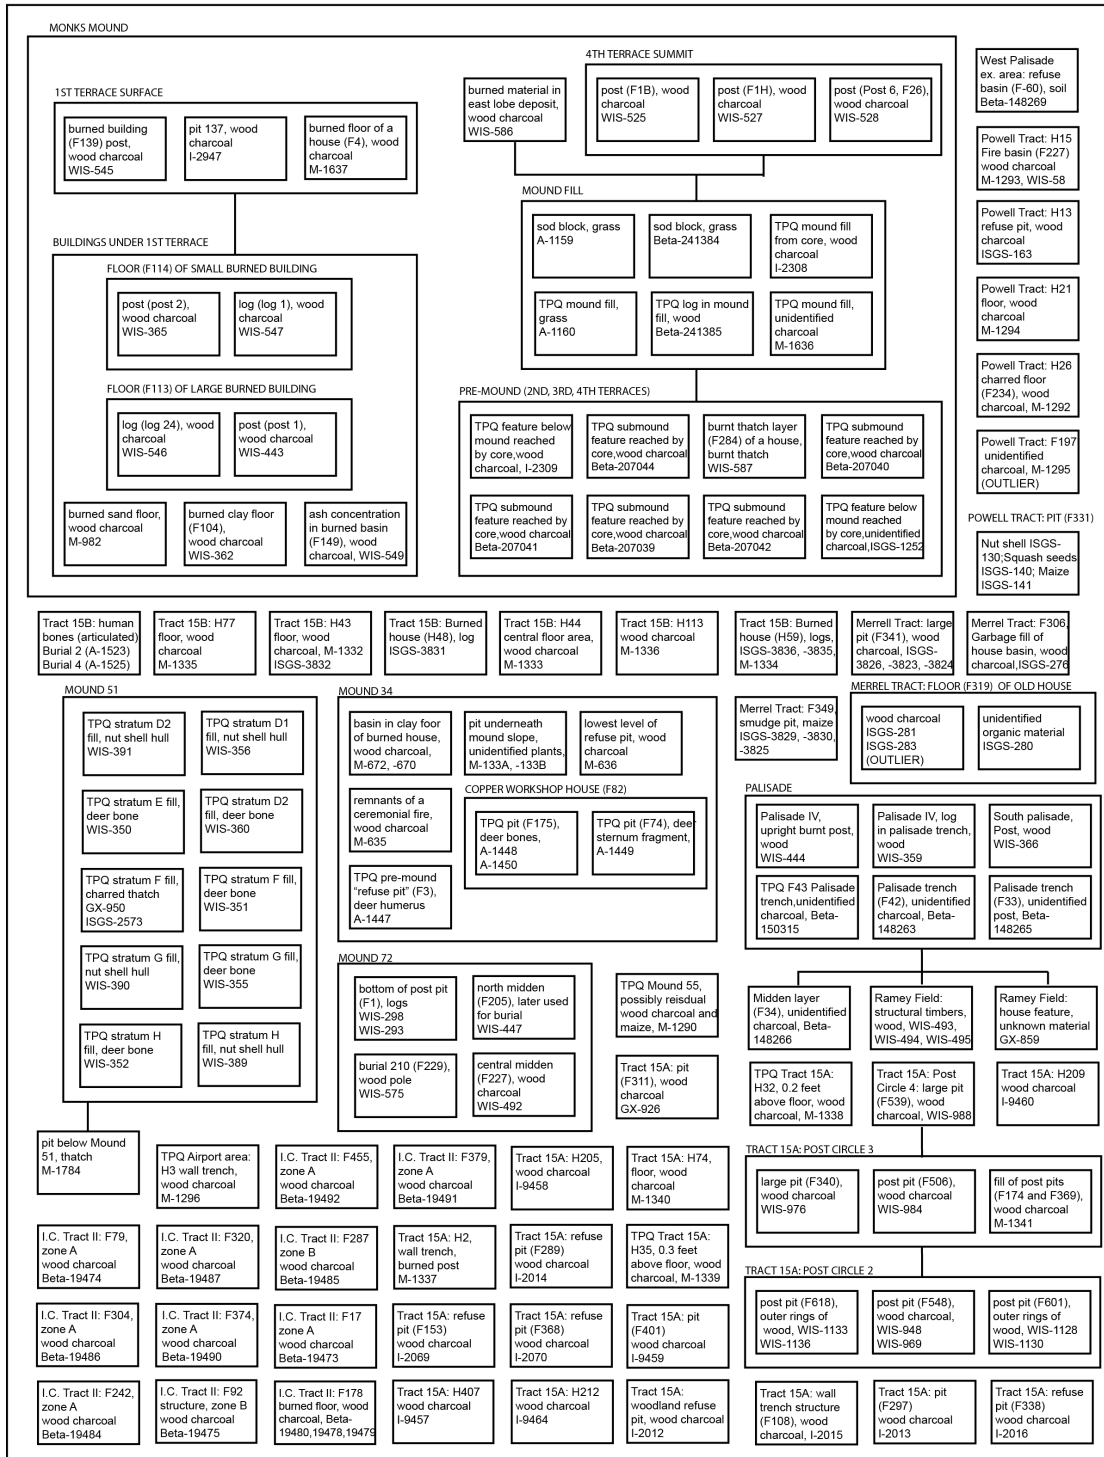 MONKS MOUND
1ST TERRACE SURFACE
burned building
(F139) post,
wood charcoal
WIS-545
pit 137, wood
charcoal
I-2947
burned floor of a
house (F4), wood
charcoal
M-1637
BUILDINGS UNDER 1ST TERRACE
FLOOR (F114) OF SMALL BURNED BUILDING
post (post 2),
wood charcoal
WIS-365
log (log 1), wood
charcoal
WIS-547
FLOOR (F113) OF LARGE BURNED BUILDING
log (log 24), wood
charcoal
WIS-546
post (post 1),
wood charcoal
WIS-443
burned sand floor,
wood charcoal
M-982
burned clay floor
(F104),
wood charcoal
WIS-362
ash concentration
in burned basin
(F149), wood
charcoal, WIS-549
burned material in
east lobe deposit,
wood charcoal
WIS-586
4TH TERRACE SUMMIT
post (F1B), wood
charcoal
WIS-525
post (F1H), wood
charcoal
WIS-527
post (Post 6, F26),
wood charcoal
WIS-528
MOUND FILL
sod block, grass
A-1159
sod block, grass
Beta-241384
TPQ mound fill
from core, wood
charcoal
I-2308
TPQ mound fill,
grass
A-1160
TPQ log in mound
fill, wood
Beta-241385
TPQ mound fill,
unidentified
charcoal
M-1636
PRE-MOUND (2ND, 3RD, 4TH TERRACES)
TPQ feature below
mound reached
by core,wood
charcoal, I-2309
TPQ submound
feature reached by
core,wood charcoal
Beta-207044
burnt thatch layer
(F284) of a house,
burnt thatch
WIS-587
TPQ submound
feature reached by
core,wood charcoal
Beta-207040
TPQ submound
feature reached by
core,wood charcoal
Beta-207041
TPQ submound
feature reached by
core,wood charcoal
Beta-207039
TPQ submound
feature reached by
core,wood charcoal
Beta-207042
TPQ feature below
mound reached
by core,unidentified
charcoal,ISGS-1252
West Palisade
ex. area: refuse
basin (F-60), soil
Beta-148269
Powell Tract: H15
Fire basin (F227)
wood charcoal
M-1293, WIS-58
Powell Tract: H13
refuse pit, wood
charcoal
ISGS-163
Powell Tract: H21
floor, wood
charcoal
M-1294
Powell Tract: H26
charred floor
(F234), wood
charcoal, M-1292
Powell Tract: F197
unidentified
charcoal, M-1295
(OUTLIER)
POWELL TRACT: PIT (F331)
Nut shell ISGS-
130;Squash seeds
ISGS-140; Maize
ISGS-141
Tract 15B: human
bones (articulated)
Burial 2 (A-1523)
Burial 4 (A-1525)
Tract 15B: H77
floor, wood
charcoal
M-1335
Tract 15B: H43
floor, wood
charcoal, M-1332
ISGS-3832
Tract 15B: Burned
house (H48), log
ISGS-3831
Tract 15B: H44
central floor area,
wood charcoal
M-1333
Tract 15B: H113
wood charcoal
M-1336
Tract 15B: Burned
house (H59), logs,
ISGS-3836, -3835,
M-1334
Merrell Tract: large
pit (F341), wood
charcoal, ISGS-
3826, -3823, -3824
Merrel Tract: F306,
Garbage fill of
house basin, wood
charcoal,ISGS-276
MOUND 51
TPQ stratum D2
fill, nut shell hull
WIS-391
TPQ stratum D1
fill, nut shell hull
WIS-356
TPQ stratum E fill,
deer bone
WIS-350
TPQ stratum D2
fill, deer bone
WIS-360
TPQ stratum F fill,
charred thatch
GX-950
ISGS-2573
TPQ stratum F fill,
deer bone
WIS-351
TPQ stratum G fill,
nut shell hull
WIS-390
TPQ stratum G fill,
deer bone
WIS-355
TPQ stratum H
fill, deer bone
WIS-352
TPQ stratum H
fill, nut shell hull
WIS-389
MOUND 34
basin in clay foor
of burned house,
wood charcoal,
M-672, -670
pit underneath
mound slope,
unidentified plants,
M-133A, -133B
lowest level of
refuse pit, wood
charcoal
M-636
remnants of a
ceremonial fire,
wood charcoal
M-635
COPPER WORKSHOP HOUSE (F82)
TPQ pit (F175),
deer bones,
A-1448
A-1450
TPQ pit (F74), deer
sternum fragment,
A-1449
TPQ pre-mound
"refuse pit" (F3),
deer humerus
A-1447
Merrel Tract: F349,
smudge pit, maize
ISGS-3829, -3830,
-3825
MERREL TRACT: FLOOR (F319) OF OLD HOUSE
wood charcoal
ISGS-281
ISGS-283
(OUTLIER)
unidentified
organic material
ISGS-280
PALISADE
Palisade IV,
upright burnt post,
wood
WIS-444
Palisade IV, log
in palisade trench,
wood
WIS-359
South palisade,
Post, wood
WIS-366
TPQ F43 Palisade
trench,unidentified
charcoal, Beta-
150315
Palisade trench
(F42), unidentified
charcoal, Beta-
148263
Palisade trench
(F33), unidentified
post, Beta-
148265
MOUND 72
bottom of post pit
(F1), logs
WIS-298
WIS-293
north midden
(F205), later used
for burial
WIS-447
burial 210 (F229),
wood pole
WIS-575
central midden
(F227), wood
charcoal
WIS-492
TPQ Mound 55,
possibly reisdual
wood charcoal and
maize, M-1290
Tract 15A: pit
(F311), wood
charcoal
GX-926
Midden layer
(F34), unidentified
charcoal, Beta-
148266
Ramey Field:
structural timbers,
wood, WIS-493,
WIS-494, WIS-495
Ramey Field:
house feature,
unknown material
GX-859
TPQ Tract 15A:
H32, 0.2 feet
above floor, wood
charcoal, M-1338
Tract 15A: Post
Circle 4: large pit
(F539), wood
charcoal, WIS-988
Tract 15A: H209
wood charcoal
I-9460
TRACT 15A: POST CIRCLE 3
large pit (F340),
wood charcoal
WIS-976
post pit (F506),
wood charcoal
WIS-984
fill of post pits
(F174 and F369),
wood charcoal
M-1341
TRACT 15A: POST CIRCLE 2
post pit (F618),
outer rings of
wood, WIS-1133
WIS-1136
post pit (F548),
wood charcoal,
WIS-948
WIS-969
post pit (F601),
outer rings of
wood, WIS-1128
WIS-1130
pit below Mound
51, thatch
M-1784
TPQ Airport area:
H3 wall trench,
wood charcoal
M-1296
I.C. Tract II: F455,
zone A
wood charcoal
Beta-19492
I.C. Tract II: F379,
zone A
wood charcoal
Beta-19491
Tract 15A: H205,
wood charcoal
I-9458
Tract 15A: H74,
floor, wood
charcoal
M-1340
I.C. Tract II: F79,
zone A
wood charcoal
Beta-19474
I.C. Tract II: F320,
zone A
wood charcoal
Beta-19487
I.C. Tract II: F287
zone B
wood charcoal
Beta-19485
Tract 15A: H2,
wall trench,
burned post
M-1337
Tract 15A: refuse
pit (F289)
wood charcoal
I-2014
TPQ Tract 15A:
H35, 0.3 feet
above floor, wood
charcoal, M-1339
I.C. Tract II: F304,
zone A
wood charcoal
Beta-19486
I.C. Tract II: F374,
zone A
wood charcoal
Beta-19490
I.C. Tract II: F17
zone A
wood charcoal
Beta-19473
Tract 15A: refuse
pit (F153)
wood charcoal
I-2069
Tract 15A: refuse
pit (F368)
wood charcoal
I-2070
Tract 15A: pit
(F401)
wood charcoal
I-9459
I.C. Tract II: F242,
zone A
wood charcoal
Beta-19484
I.C. Tract II: F92
structure, zone B
wood charcoal
Beta-19475
I.C. Tract II: F178
burned floor, wood
charcoal, Beta-
19480,19478,19479
Tract 15A: H407
wood charcoal
I-9457
Tract 15A: H212
wood charcoal
I-9464
Tract 15A:
woodland refuse
pit, wood charcoal
I-2012
Tract 15A: wall
trench structure
(F108), wood
charcoal, I-2015
Tract 15A: pit
(F297)
wood charcoal
I-2013
Tract 15A: refuse
pit (F338)
wood charcoal
I-2016